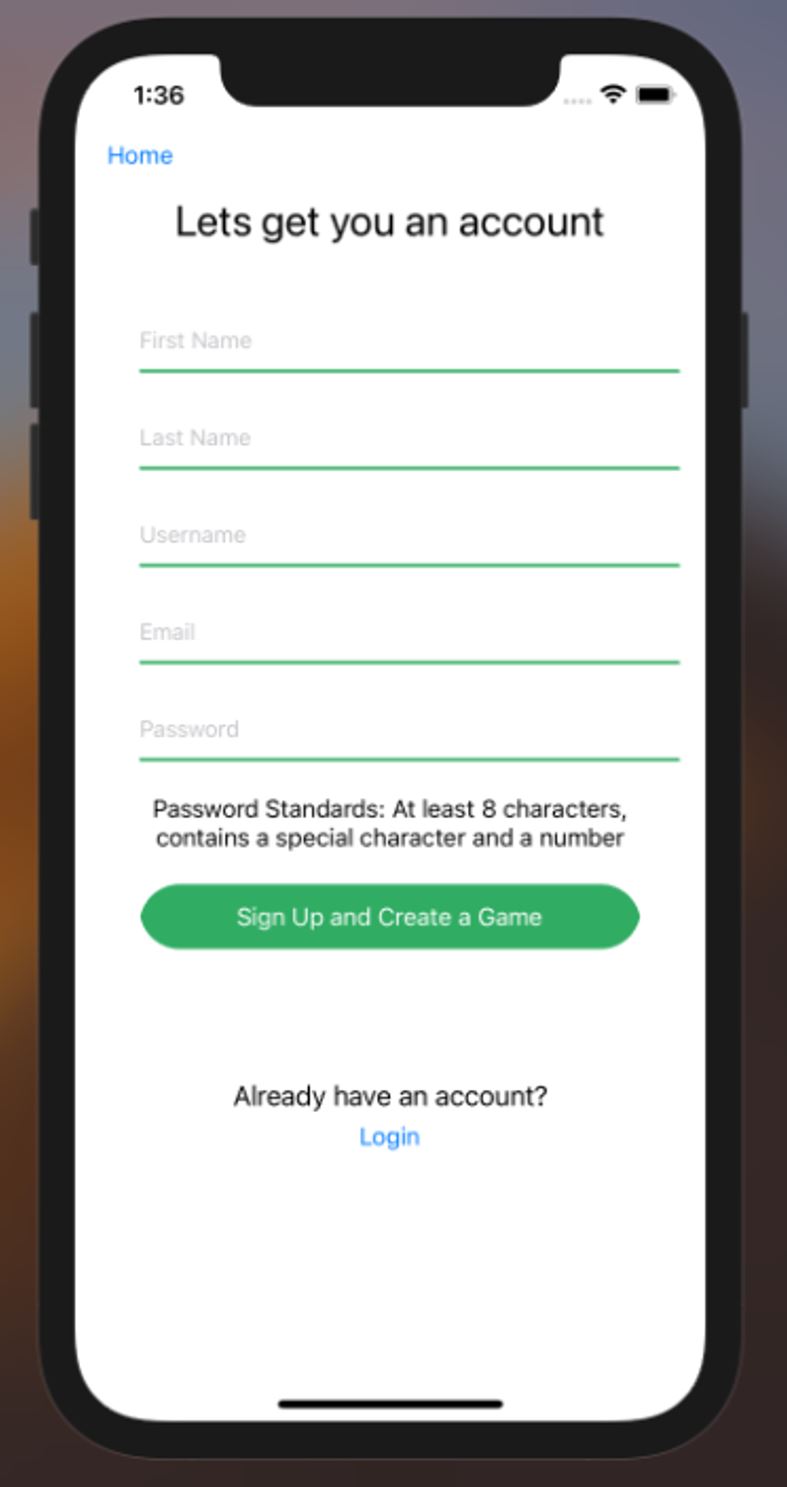 1:36
Home
Lets get you an account
First Name
Last Name
Username
Email
Password
Password Standards: At least 8 characters,
contains a special character and a number
Sign Up and Create a Game
Already have an account?
Login